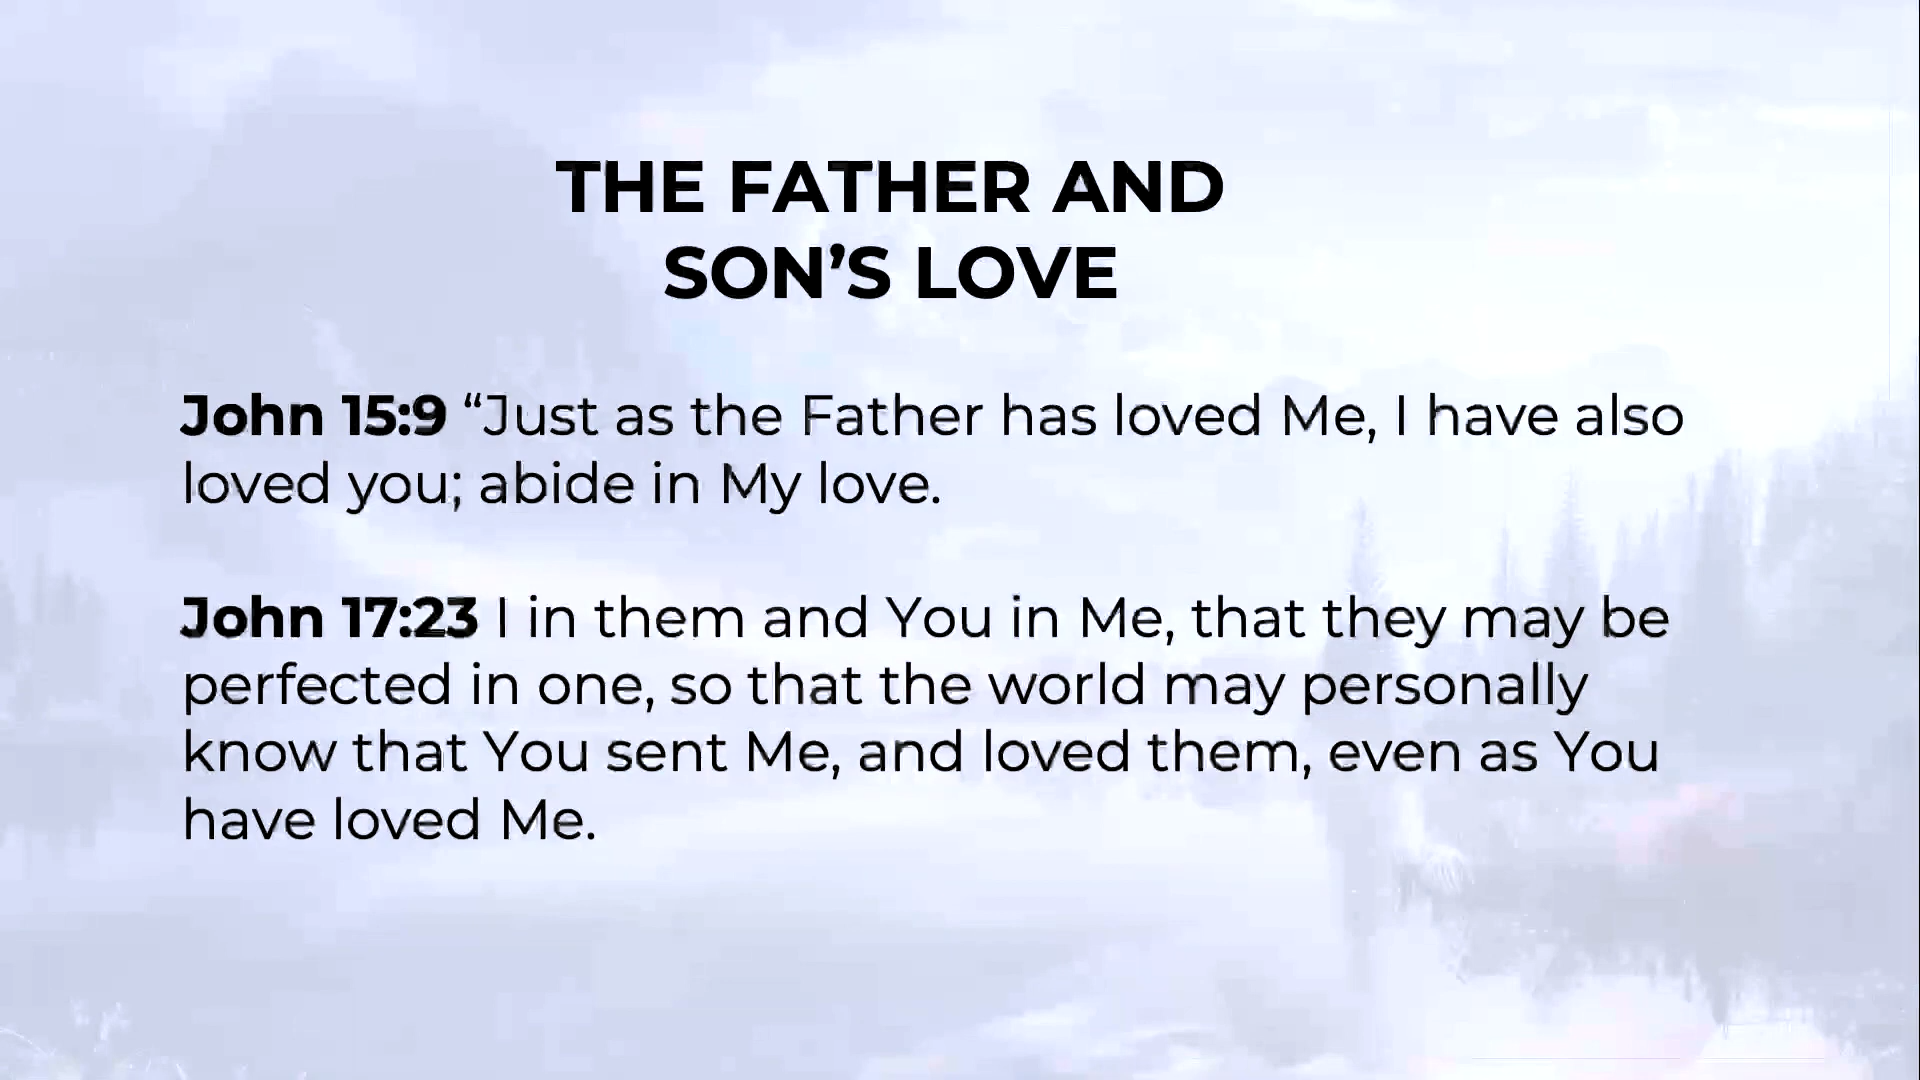 THE FATHER AND
SON’S LOVE
John 15:9 “Just as the Father has loved Me, I have also
loved you; abide in My love.
John 17:23 I in them and You in Me, that they may be
perfected in one, so that the world may personally
know that You sent Me, and loved them, even as You
have loved Me.